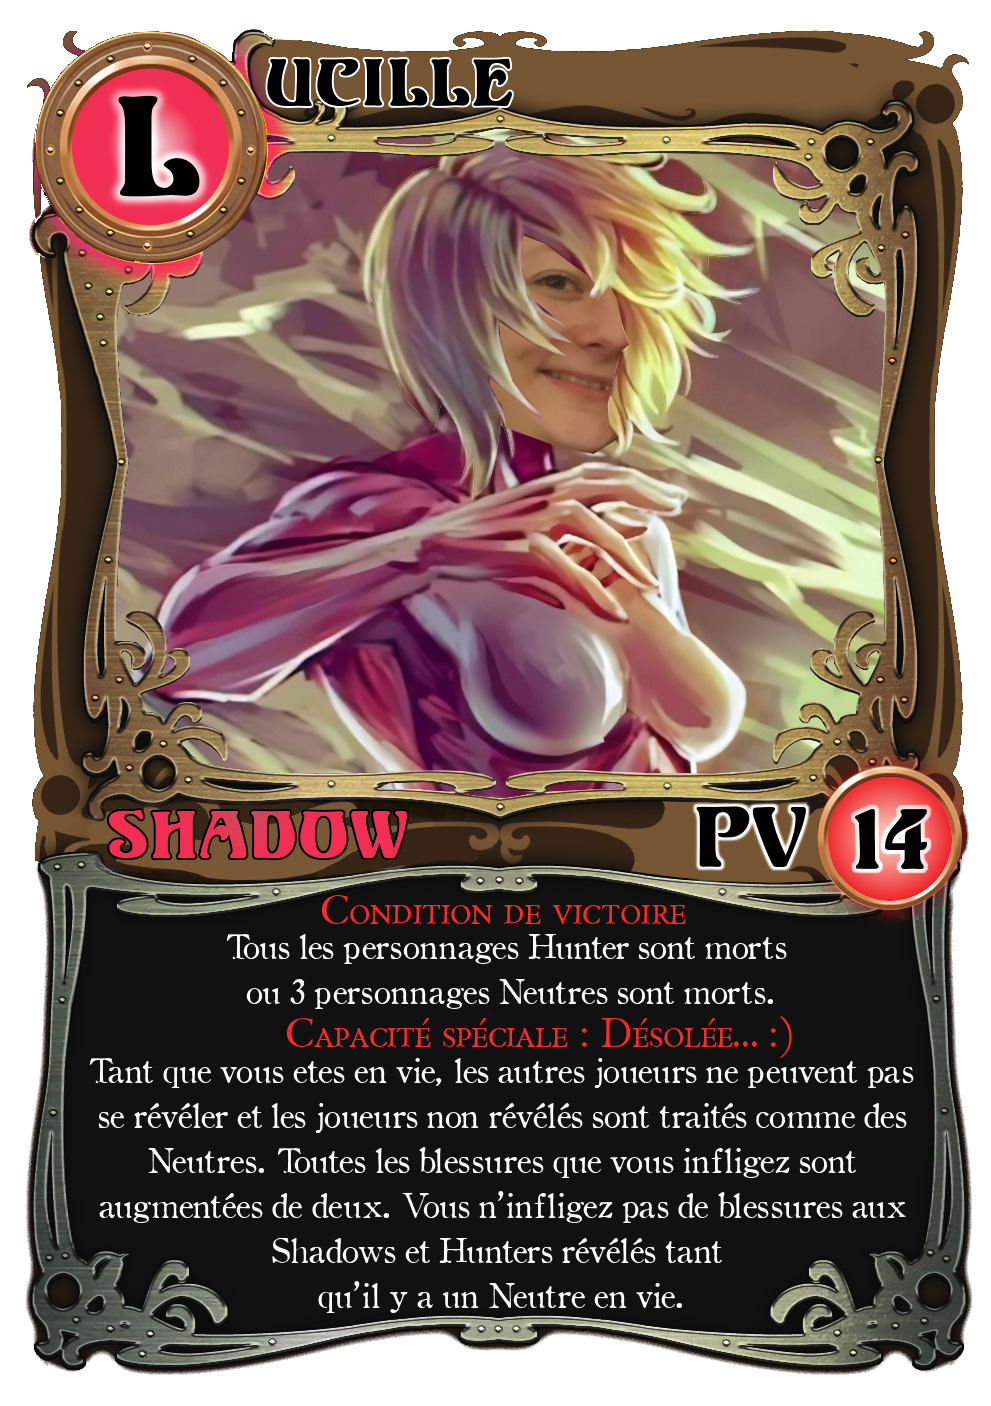 LUCILLE
SHADOW
PV 14
Condition de victoire
Tous les personnages Hunter sont morts
ou 3 personnages Neutres sont morts.
Capacité spéciale : Désolée... :)
Tant que vous etes en vie, les autres joueurs ne peuvent pas
se révéler et les joueurs non révélés sont traités comme des
Neutres. Toutes les blessures que vous infligez sont
augmentées de deux. Vous n'infligez pas de blessures aux
Shadows et Hunters révélés tant
qu'il y a un Neutre en vie.